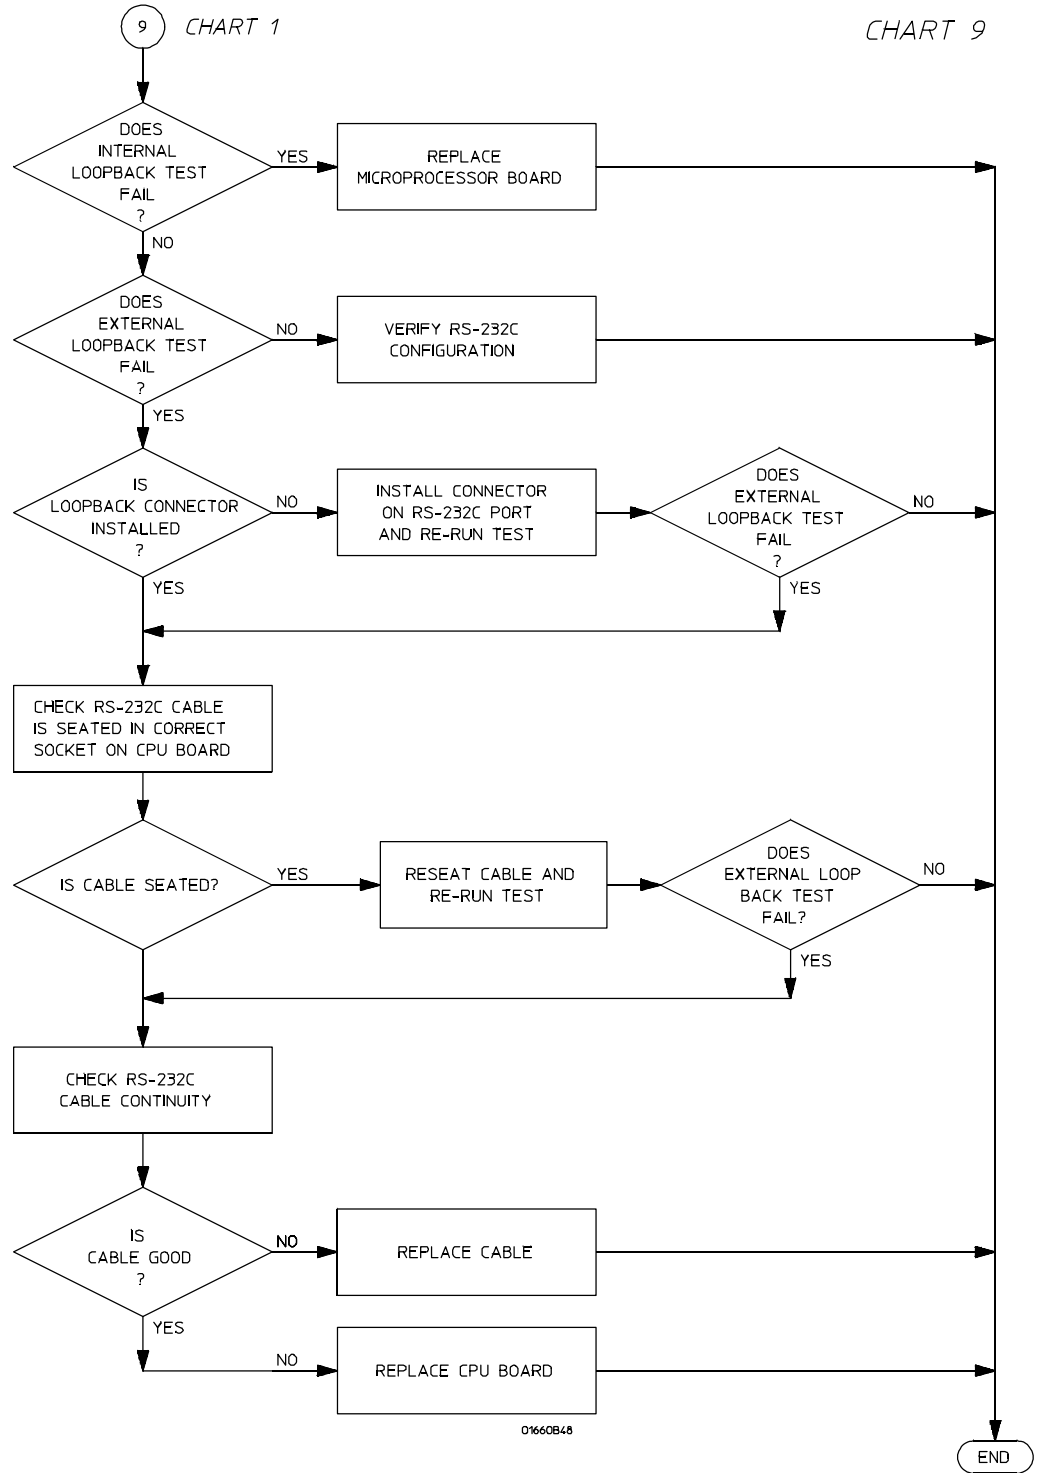 9
CHART 1
CHART 9
DOES
INTERNAL
LOOPBACK TEST
FAIL
?
YES
REPLACE
MICROPROCESSOR BOARD
NO
DOES
EXTERNAL
LOOPBACK TEST
FAIL
?
NO
VERIFY RS-232C
CONFIGURATION
YES
IS
LOOPBACK CONNECTOR
INSTALLED
?
NO
INSTALL CONNECTOR
ON RS-232C PORT
AND RE-RUN TEST
DOES
EXTERNAL
LOOPBACK TEST
FAIL
?
NO
YES
YES
CHECK RS-232C CABLE
IS SEATED IN CORRECT
SOCKET ON CPU BOARD
IS CABLE SEATED?
YES
RESEAT CABLE AND
RE-RUN TEST
DOES
EXTERNAL LOOP
BACK TEST
FAIL?
NO
YES
CHECK RS-232C
CABLE CONTINUITY
IS
CABLE GOOD
?
NO
REPLACE CABLE
YES
NO
REPLACE CPU BOARD
01660B48
END